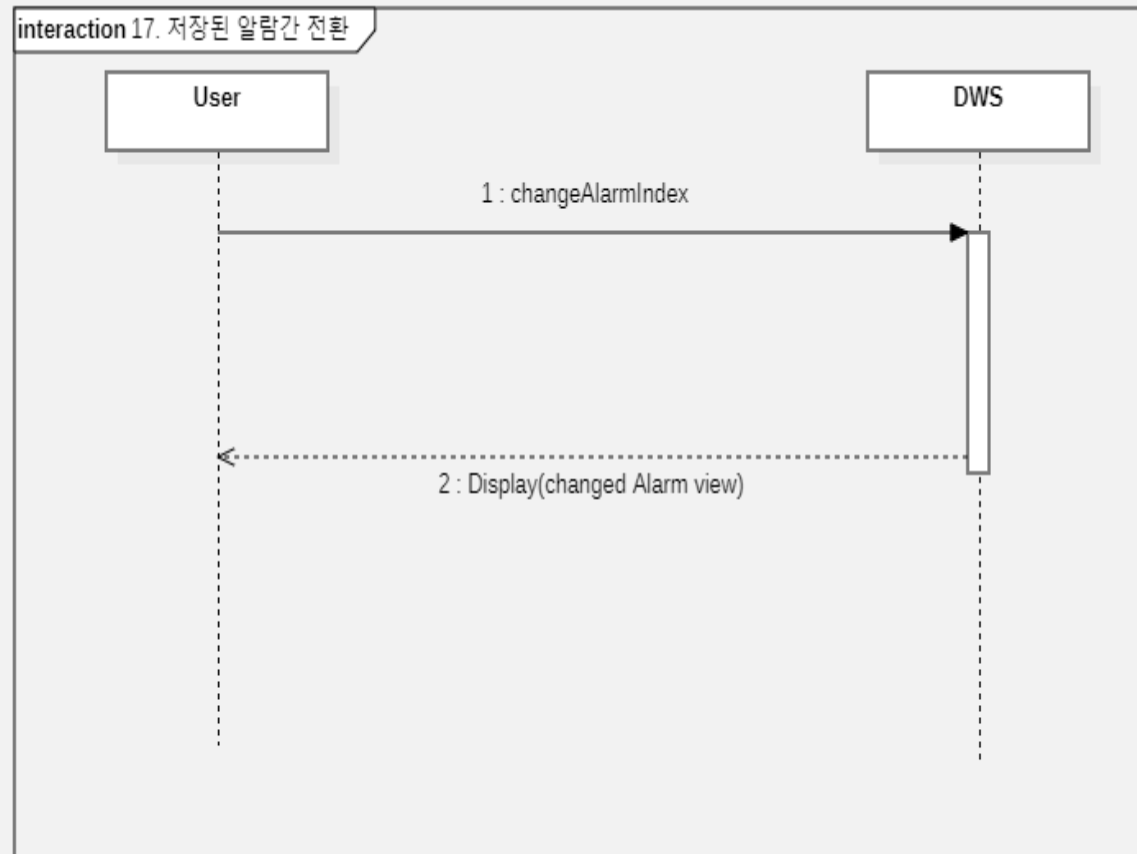 interaction 17. 저장된 알람간 전환
User
DWS
1 : changeAlarmIndex
2 : Display(changed Alarm view)